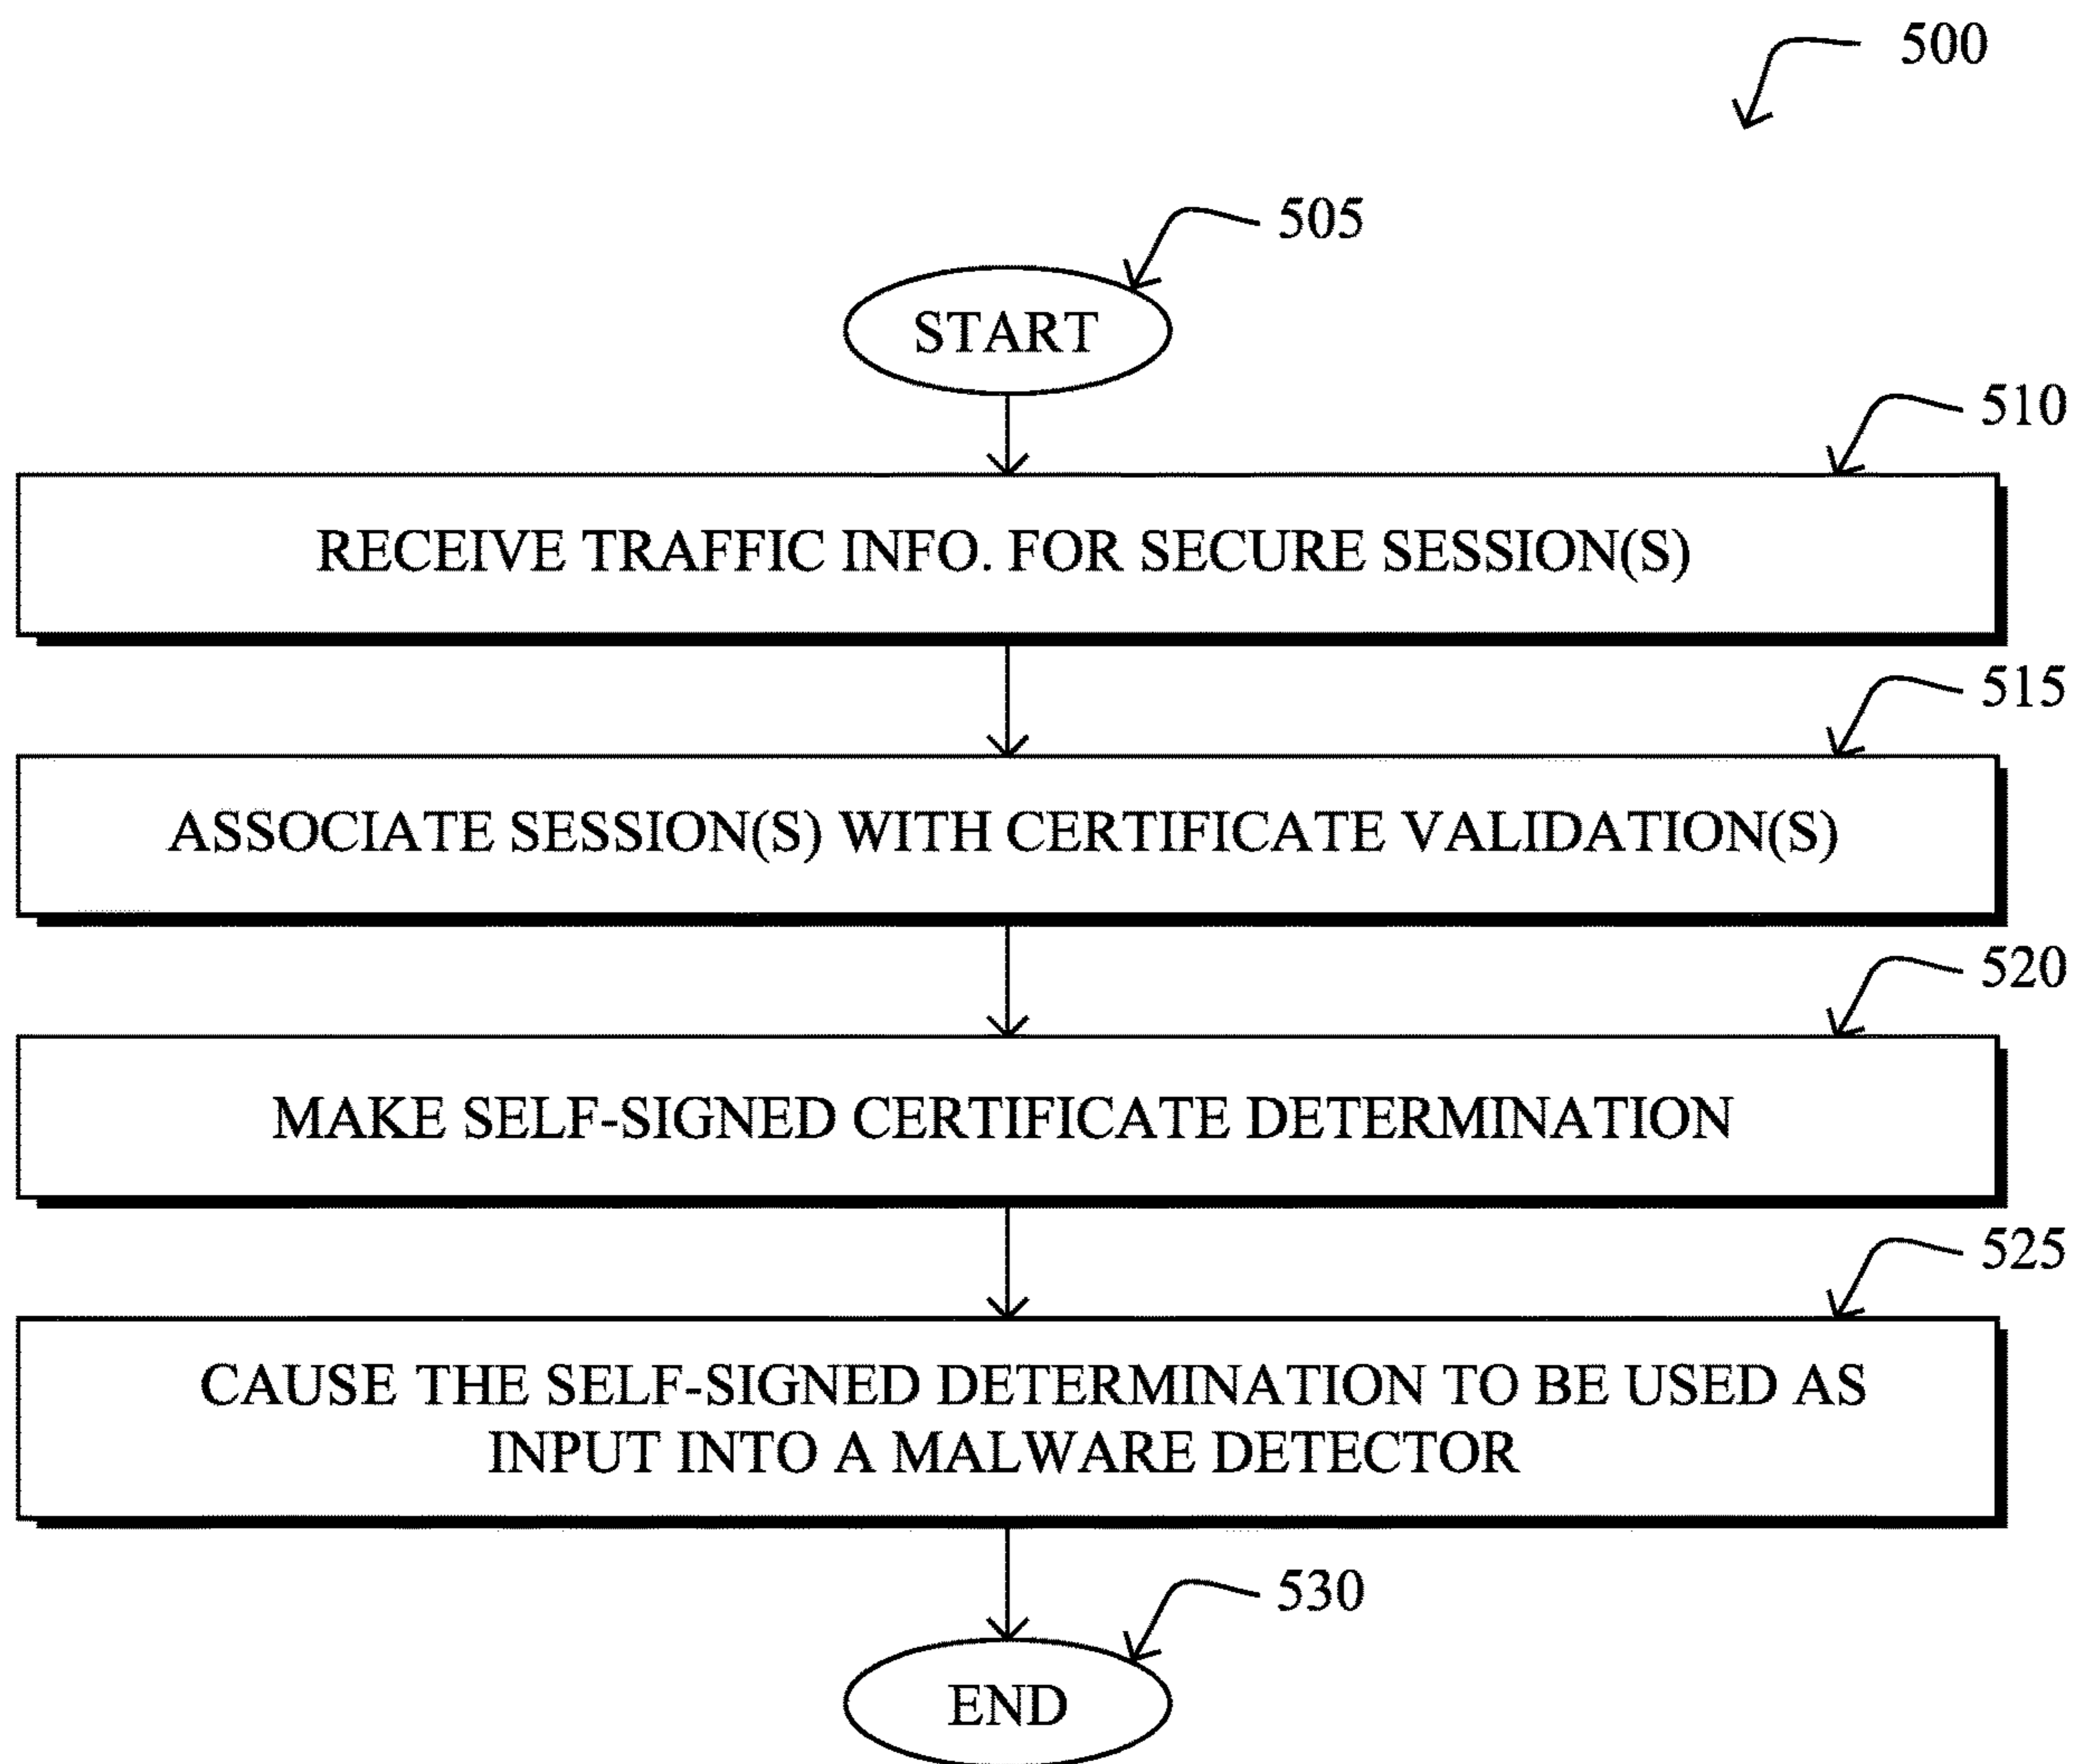 500
505
START
510
RECEIVE TRAFFIC INFO. FOR SECURE SESSION(S)
515
ASSOCIATE SESSION(S) WITH CERTIFICATE VALIDATION(S)
520
MAKE SELF-SIGNED CERTIFICATE DETERMINATION
525
CAUSE THE SELF-SIGNED DETERMINATION TO BE USED AS
INPUT INTO A MALWARE DETECTOR
530
END